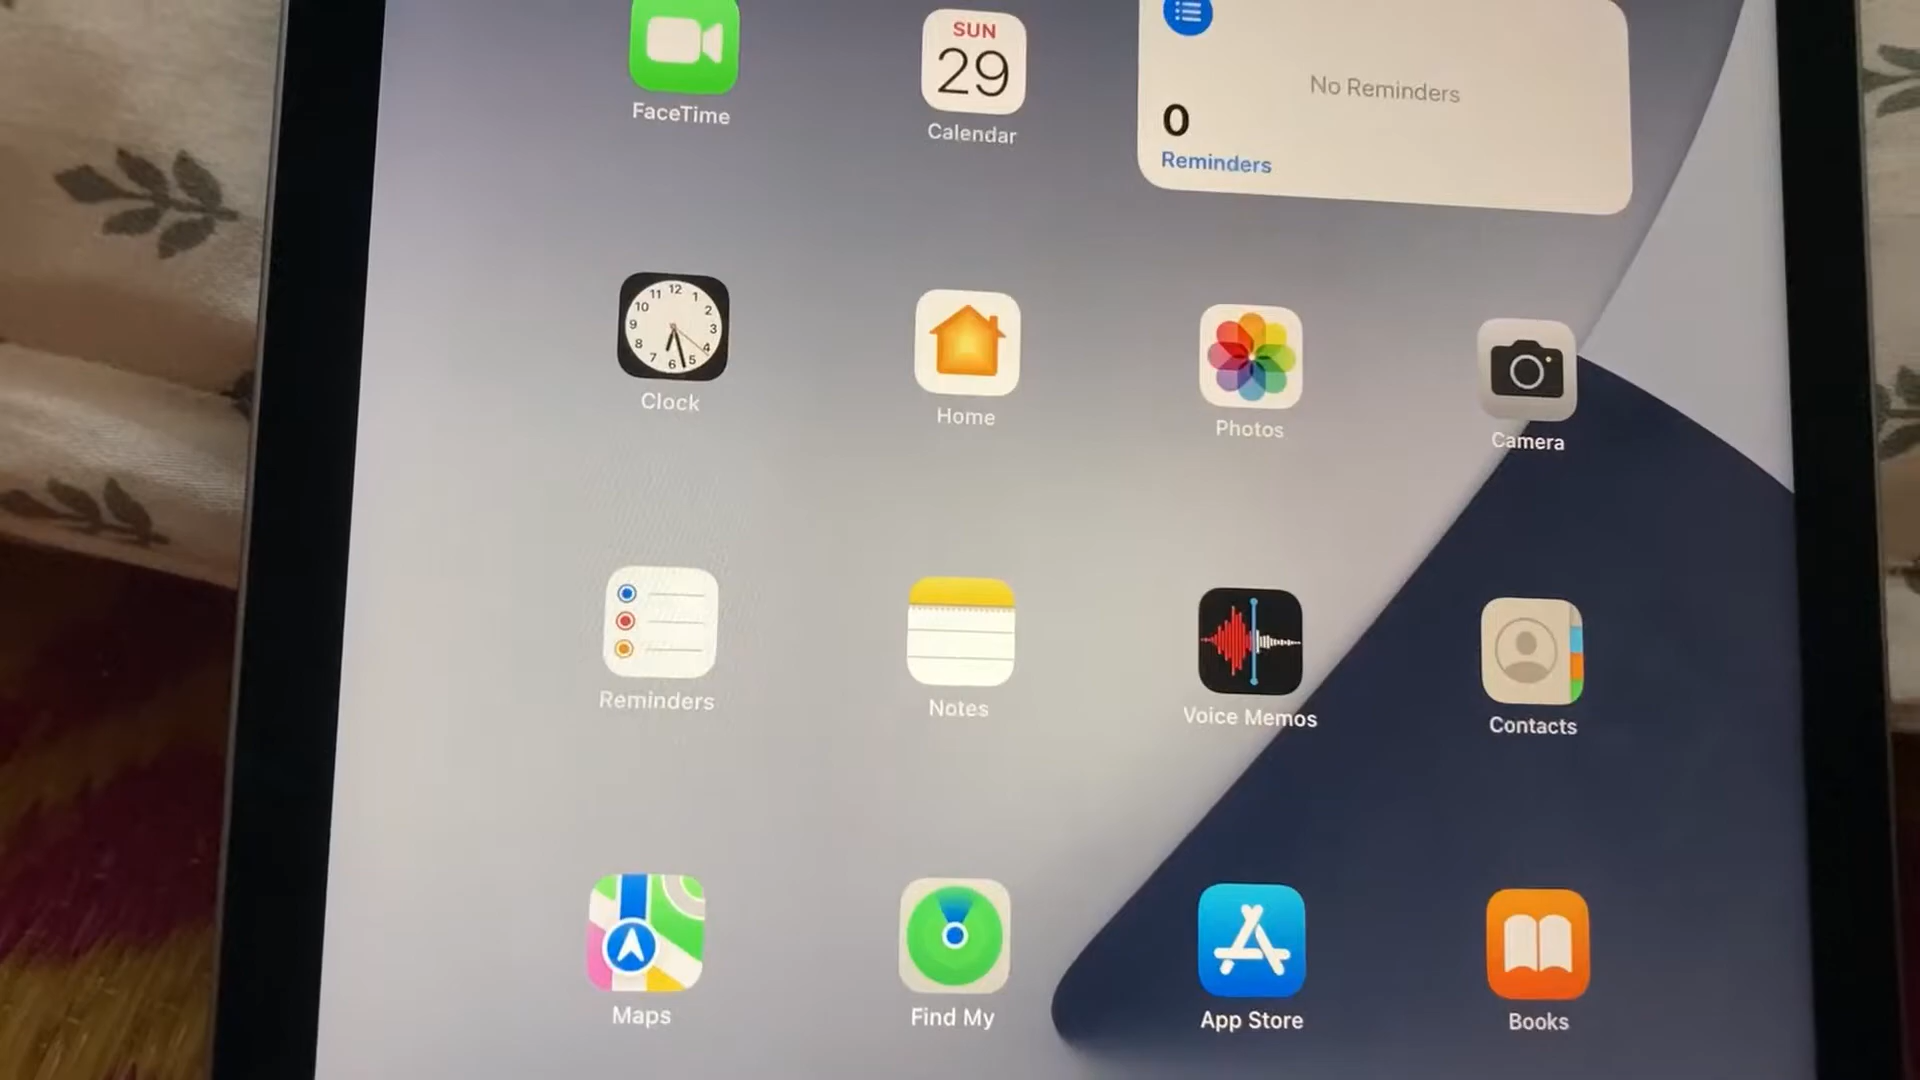 FaceTime
SUN
29
Calendar
No Reminders
0
Reminders
12
1
2
3
4
5
6
7
8
9
10
11
Clock
Home
Photos
Camera
Reminders
Notes
Voice Memos
Contacts
Maps
Find My
App Store
Books